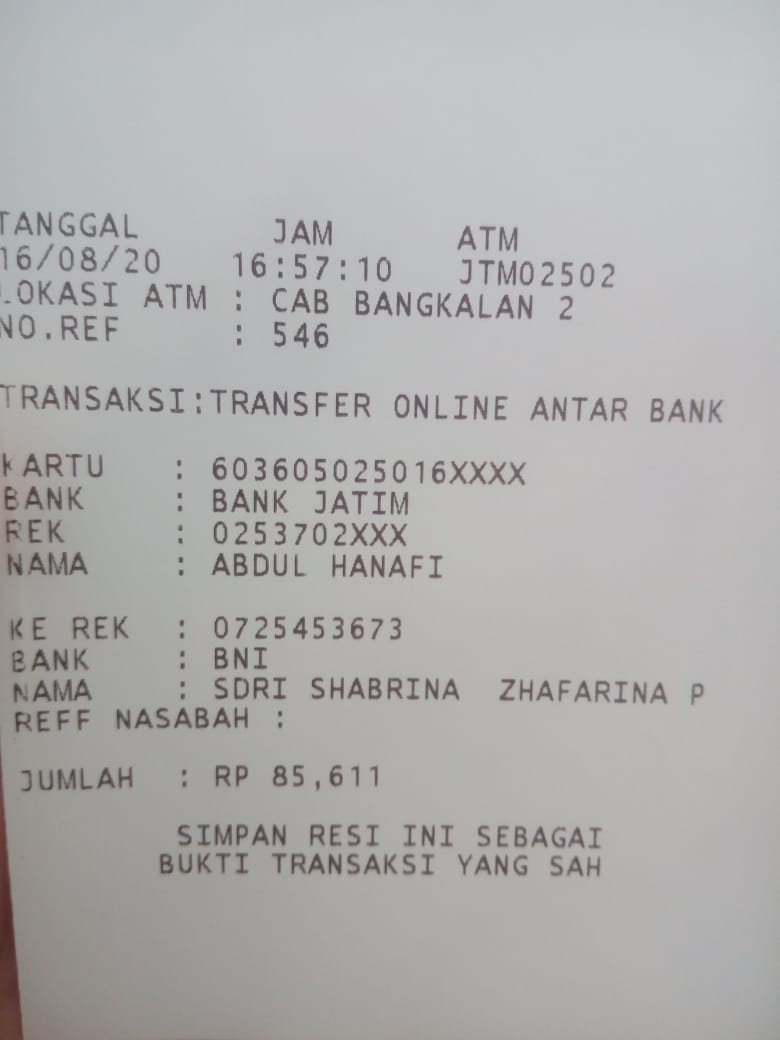 TANGGAL JAM ATM
16/08/20 16:57:10 JTM02502
LOKASI ATM : CAB BANGKALAN 2
NO.REF : 546
TRANSAKSI:TRANSFER ONLINE ANTAR BANK
KARTU : 603605025016XXXX
BANK : BANK JATIM
REK : 0253702XXX
NAMA : ABDUL HANAFI
KE REK : 0725453673
BANK : BNI
NAMA : SDRI SHABRINA ZHAFARINA P
REFF NASABAH :
JUMLAH : RP 85,611
SIMPAN RESI INI SEBAGAI
BUKTI TRANSAKSI YANG SAH